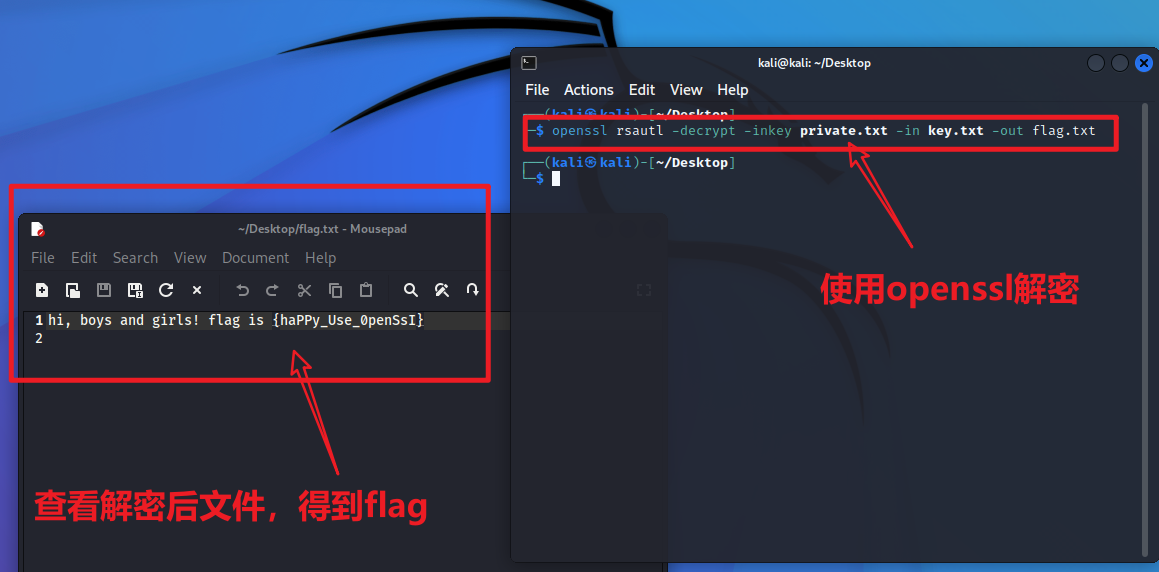 kali@kali: ~/Desktop
File Actions Edit View Help
┌──(kali㉿kali)-[~/Desktop]
└─$ openssl rsautl -decrypt -inkey private.txt -in key.txt -out flag.txt
┌──(kali㉿kali)-[~/Desktop]
└─$
使用openssl解密
~/Desktop/flag.txt - Mousepad
File Edit Search View Document Help
1 hi, boys and girls! flag is {haPPy_Use_0penSsI}
2
查看解密后文件，得到flag